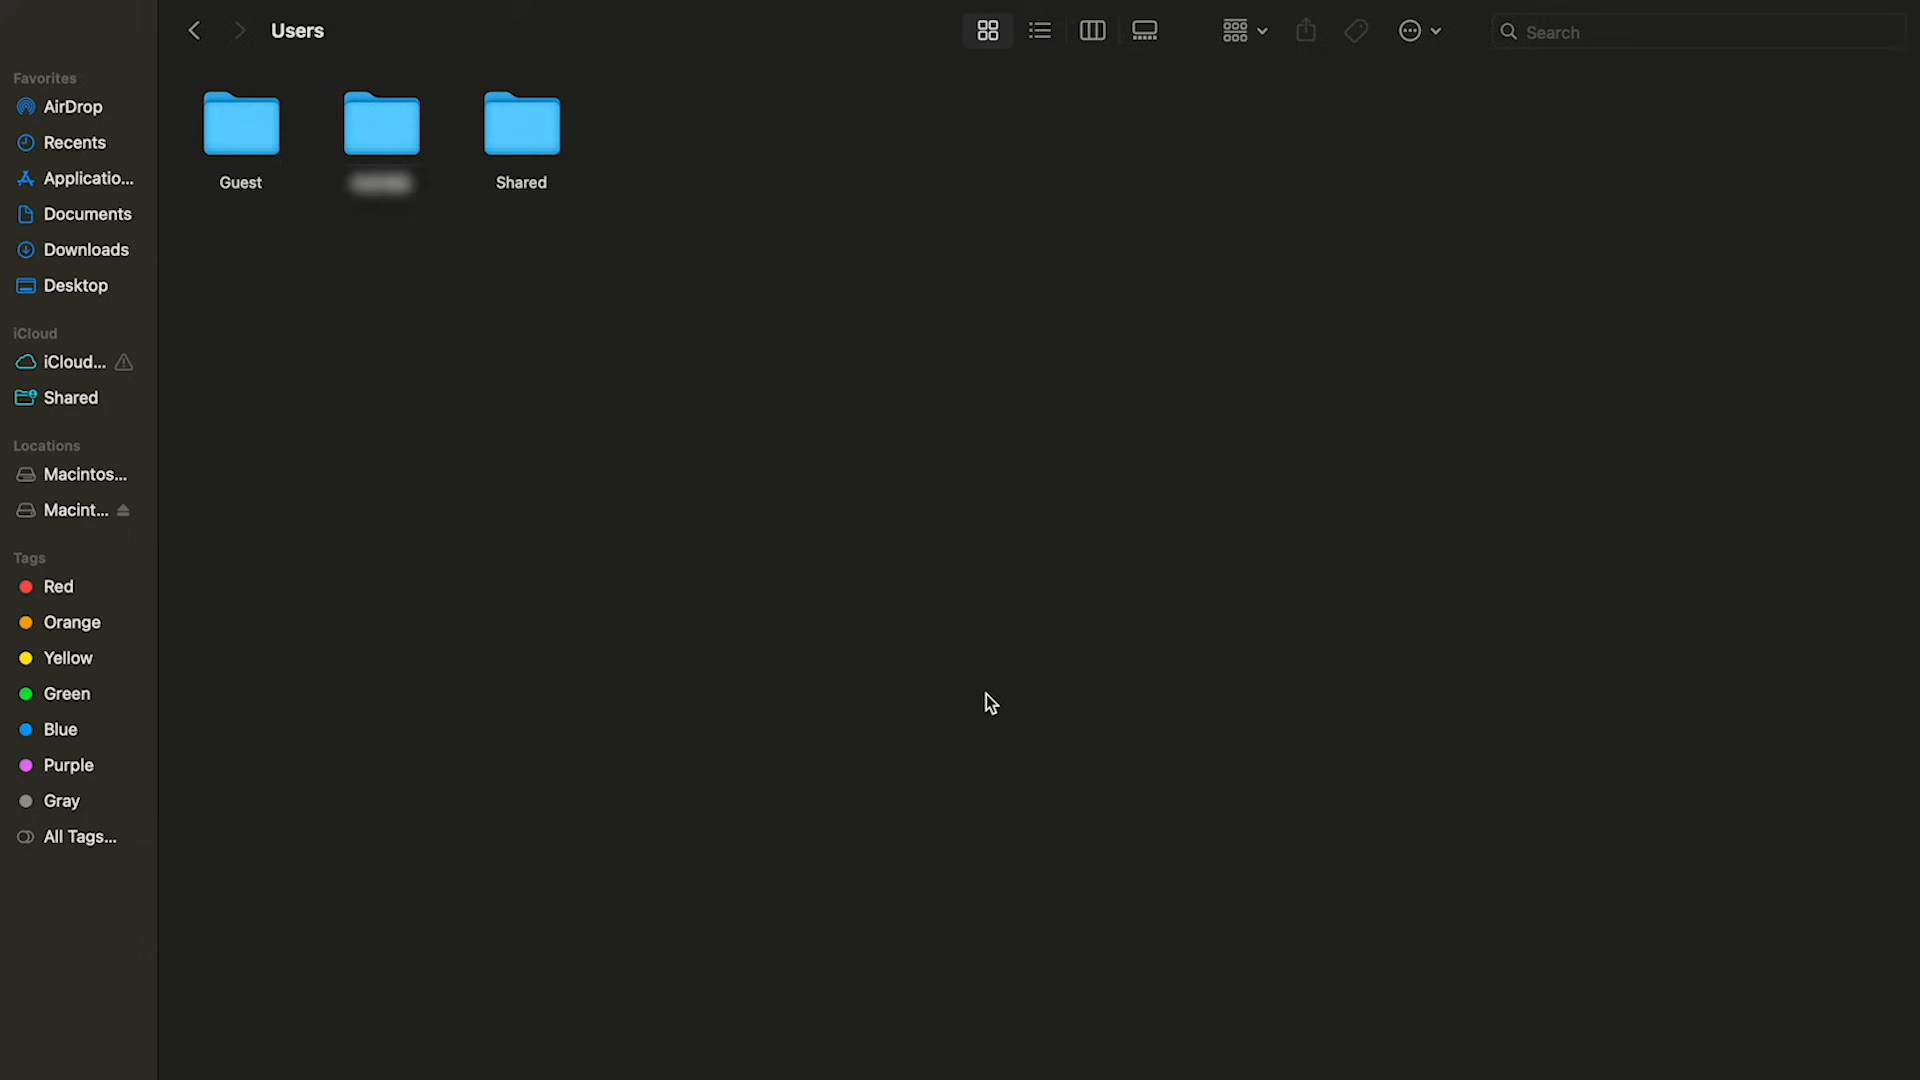 Users
Search
Favorites
AirDrop
Recents
Applicatio...
Documents
Downloads
Desktop
iCloud
iCloud...
Shared
Locations
Macintos...
Macint...
Tags
Red
Orange
Yellow
Green
Blue
Purple
Gray
All Tags...
Guest
Shared